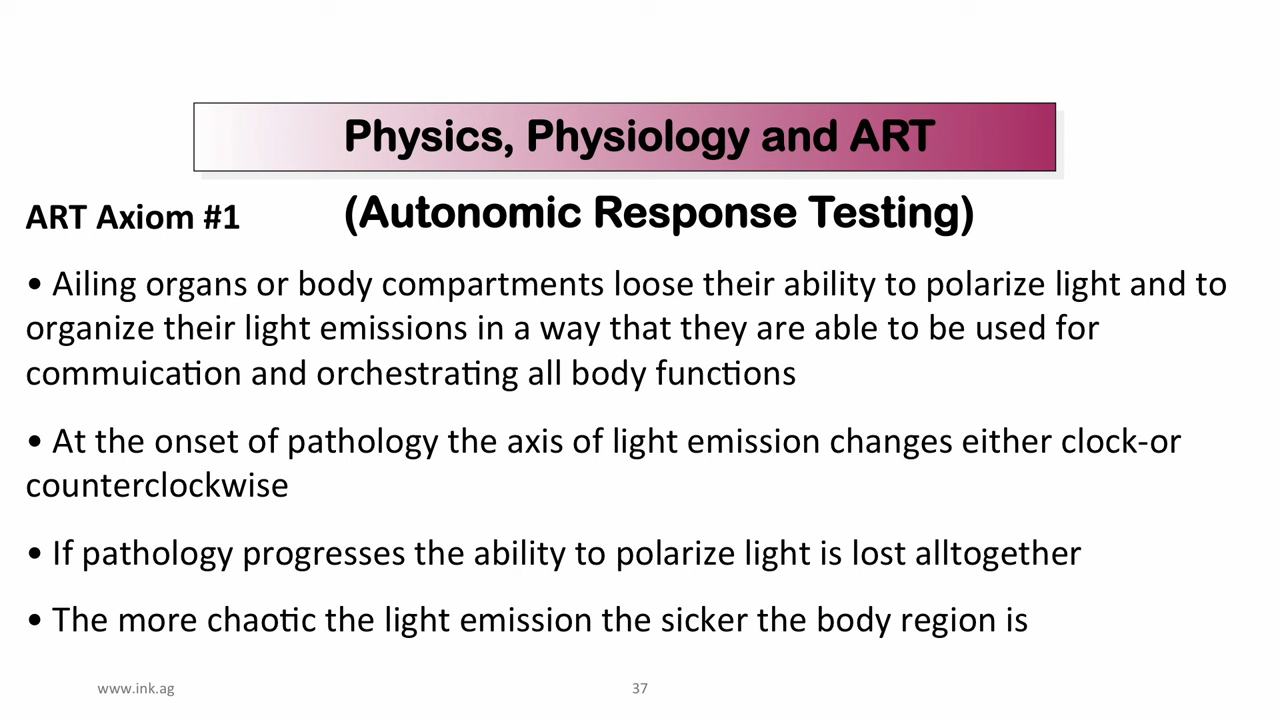 Physics, Physiology and ART
(Autonomic Response Testing)
ART Axiom #1
• Ailing organs or body compartments loose their ability to polarize light and to
organize their light emissions in a way that they are able to be used for
commuication and orchestrating all body functions
• At the onset of pathology the axis of light emission changes either clock-or
counterclockwise
• If pathology progresses the ability to polarize light is lost alltogether
• The more chaotic the light emission the sicker the body region is
www.ink.ag
37